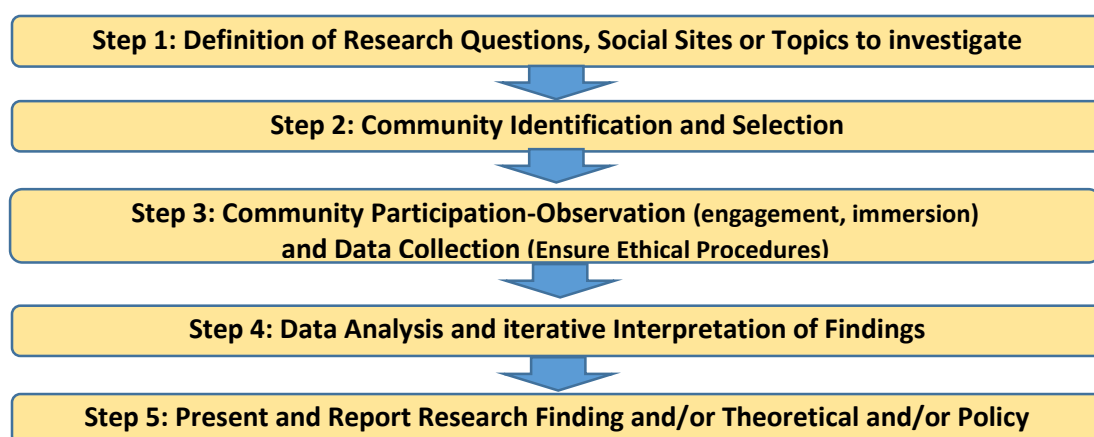 Step 1: Definition of Research Questions, Social Sites or Topics to investigate
Step 2: Community Identification and Selection
Step 3: Community Participation-Observation (engagement, immersion)
and Data Collection (Ensure Ethical Procedures)
Step 4: Data Analysis and iterative Interpretation of Findings
Step 5: Present and Report Research Finding and/or Theoretical and/or Policy